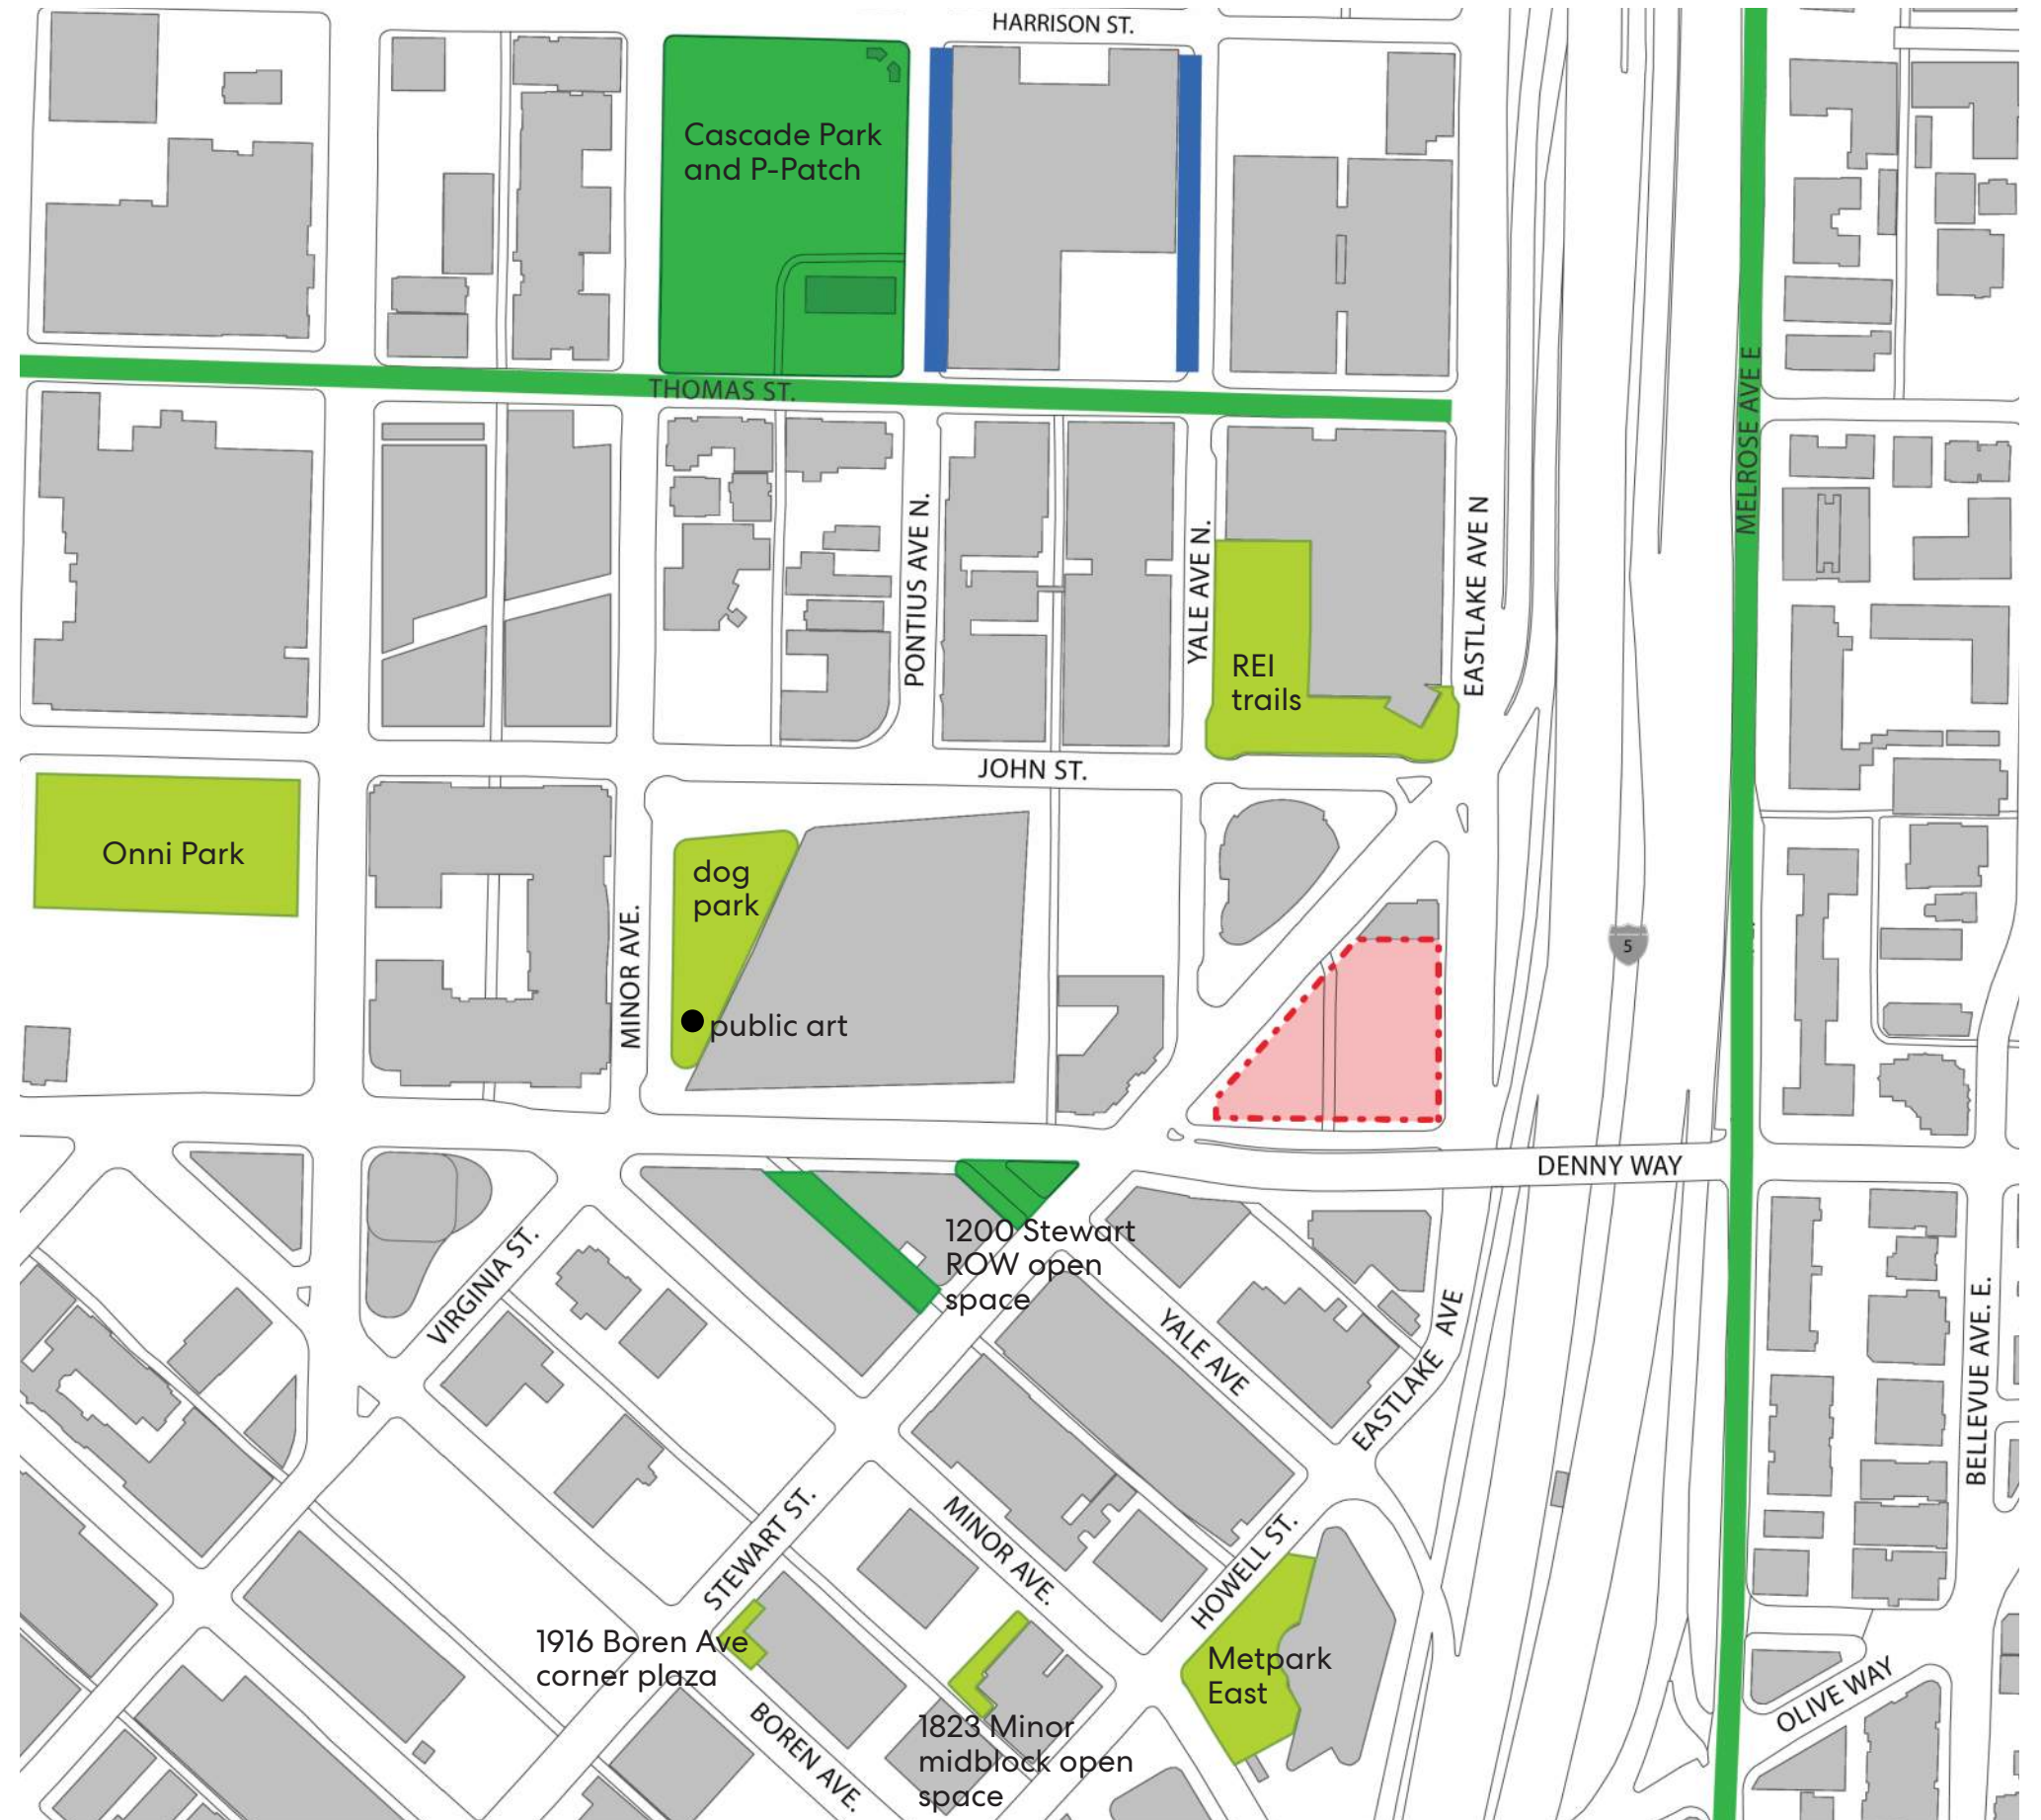 HARRISON ST.
Cascade Park
and P-Patch
THOMAS ST.
MELROSE AVE E
PONTIUS AVE N.
YALE AVE N.
EASTLAKE AVE N
REI
trails
JOHN ST.
Onni Park
dog
park
MINOR AVE.
public art
5
DENNY WAY
1200 Stewart
ROW open
space
VIRGINIA ST.
YALE AVE
EASTLAKE AVE
BELLEVUE AVE. E.
STEWART ST.
MINOR AVE.
HOWELL ST.
1916 Boren Ave
corner plaza
Metpark
East
OLIVE WAY
BOREN AVE.
1823 Minor
midblock open
space